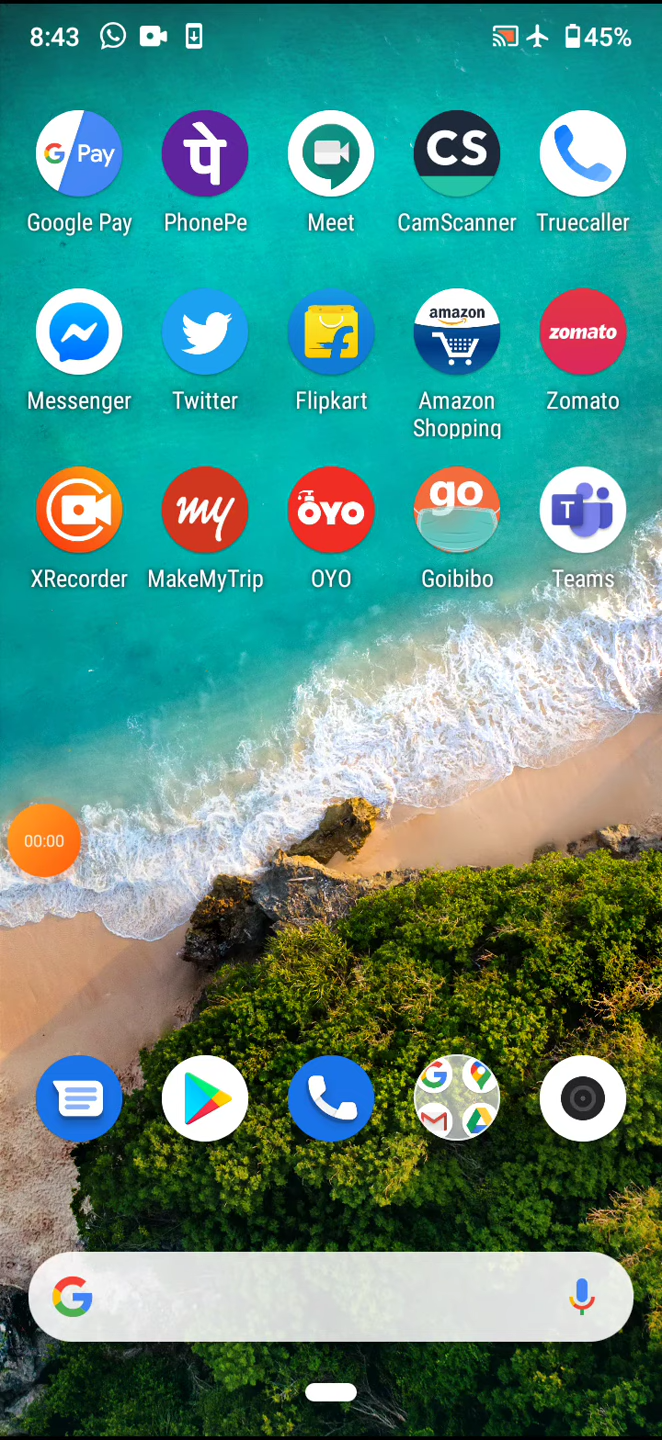 8:43 45%
G Pay पे CS
Google Pay PhonePe Meet CamScanner Truecaller
f amazon zomato
Messenger Twitter Flipkart Amazon Shopping Zomato
my OYO go T
XRecorder MakeMyTrip OYO Goibibo Teams
00:00
G G